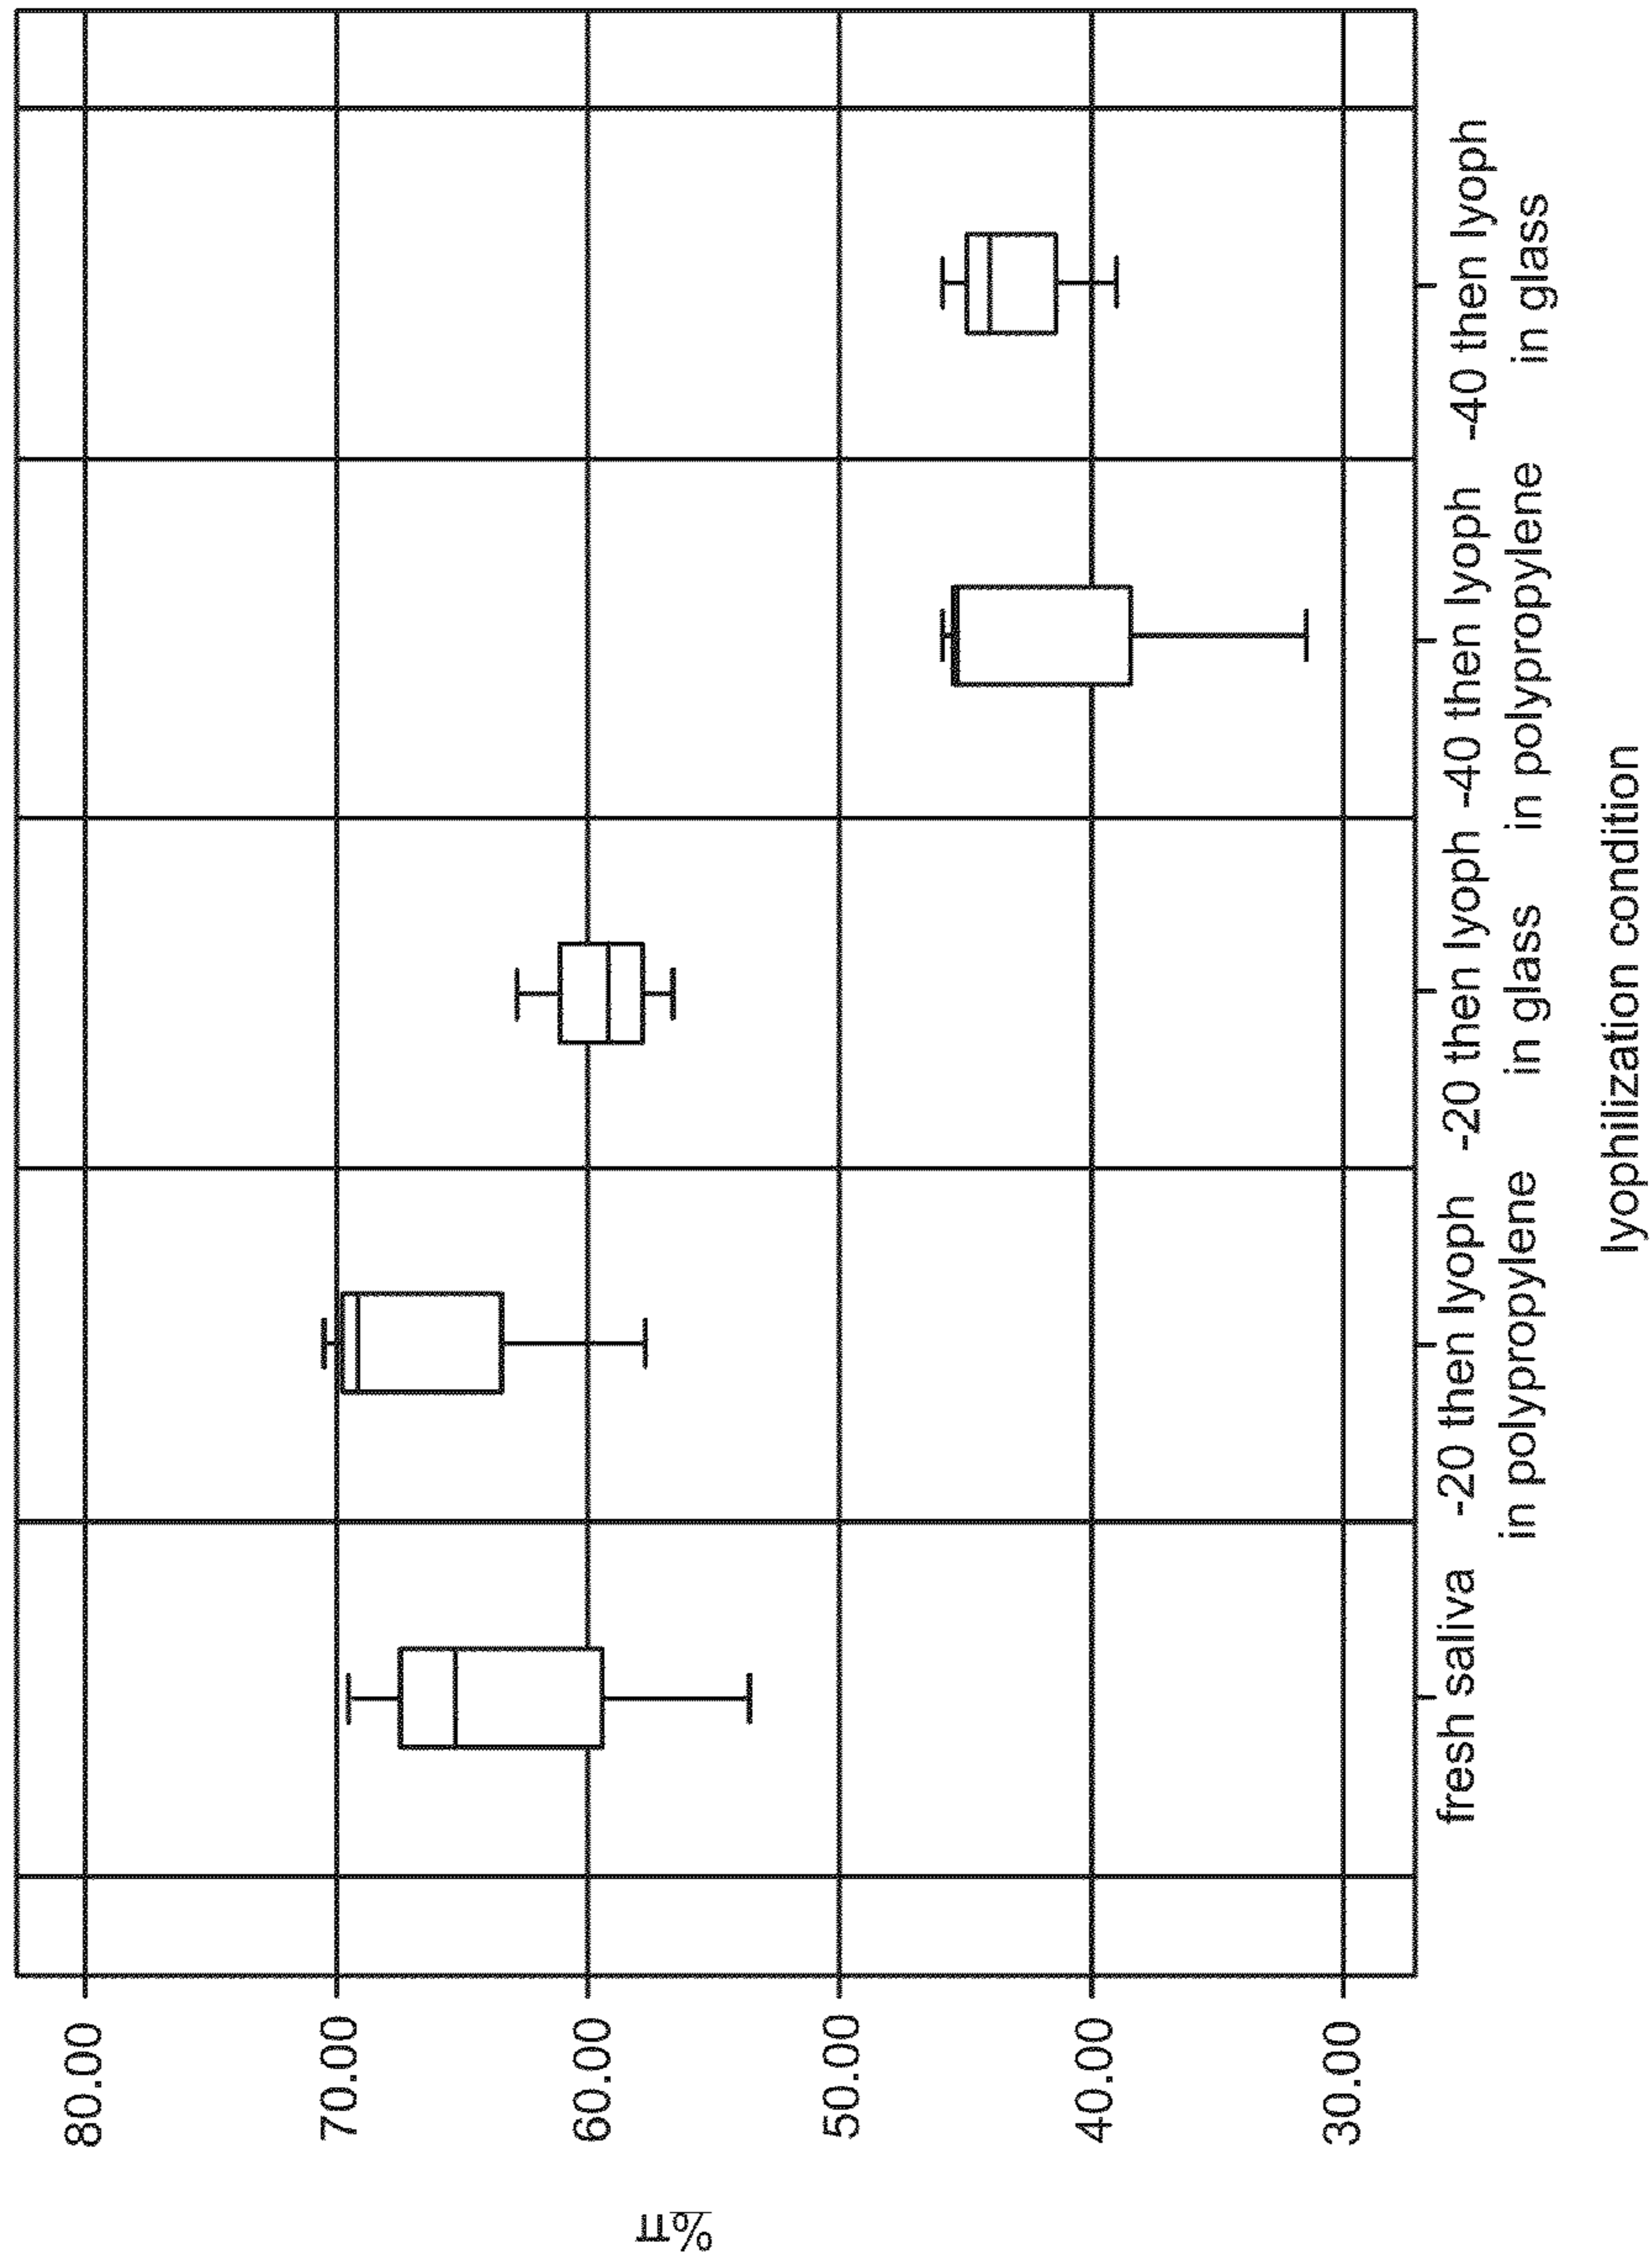 %TT
80.00
70.00
60.00
50.00
40.00
30.00
fresh saliva
-20 then lyoph
in polypropylene
-20 then lyoph
in glass
-40 then lyoph
in polypropylene
-40 then lyoph
in glass
lyophilization condition